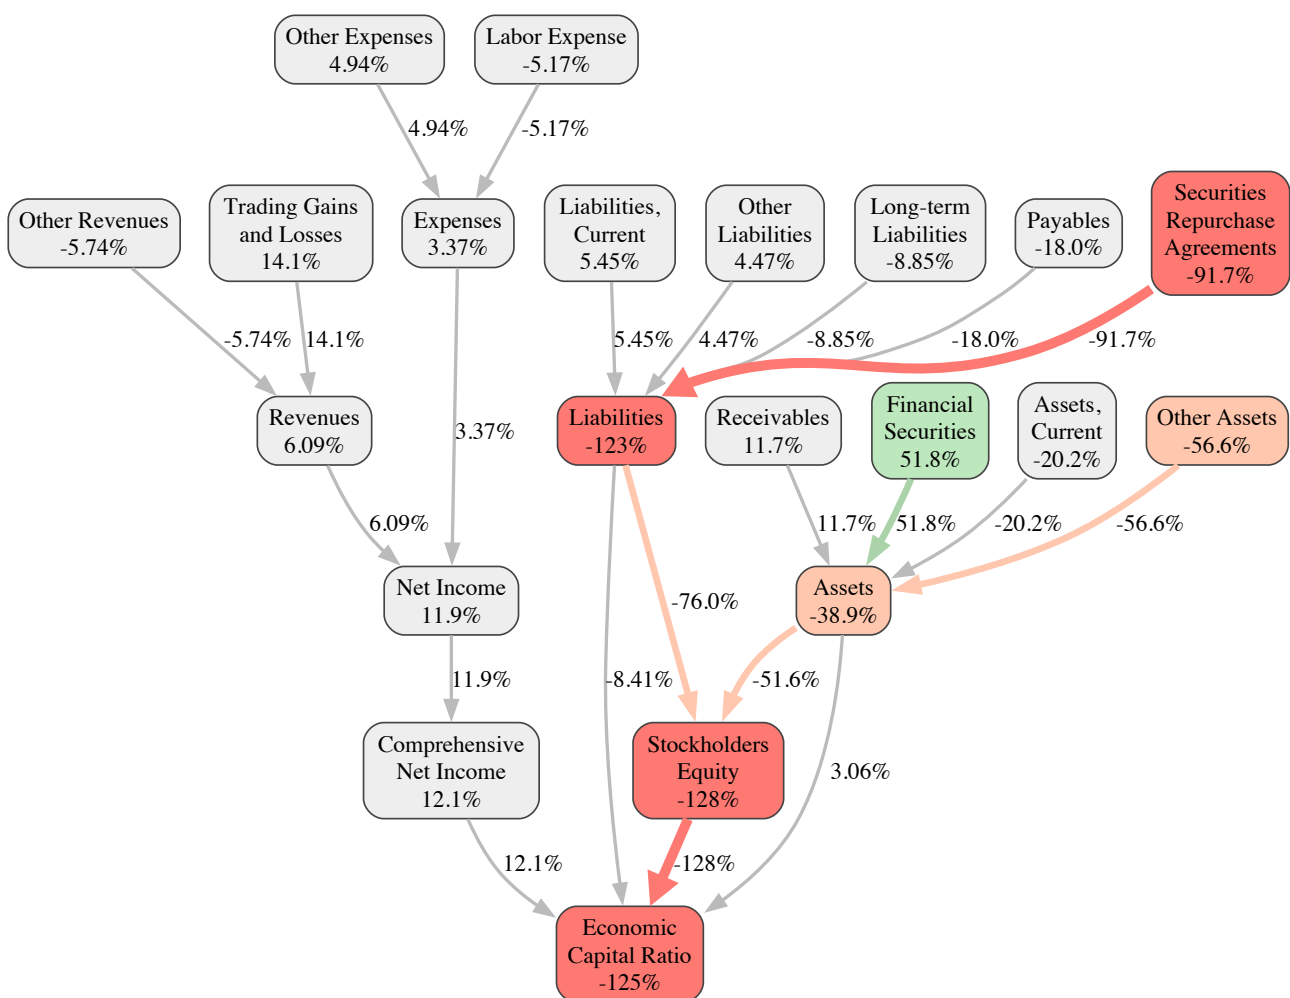 Other Expenses
4.94%
Labor Expense
-5.17%
4.94%
-5.17%
Other Revenues
-5.74%
Trading Gains
and Losses
14.1%
Expenses
3.37%
Liabilities,
Current
5.45%
Other
Liabilities
4.47%
Long-term
Liabilities
-8.85%
Payables
-18.0%
Securities
Repurchase
Agreements
-91.7%
-5.74%
14.1%
5.45%
4.47%
-8.85%
-18.0%
-91.7%
Revenues
6.09%
3.37%
Liabilities
-123%
Receivables
11.7%
Financial
Securities
51.8%
Assets,
Current
-20.2%
Other Assets
-56.6%
6.09%
11.7%
51.8%
-20.2%
-56.6%
Net Income
11.9%
-76.0%
Assets
-38.9%
11.9%
-8.41%
-51.6%
Comprehensive
Net Income
12.1%
Stockholders
Equity
-128%
3.06%
12.1%
-128%
Economic
Capital Ratio
-125%